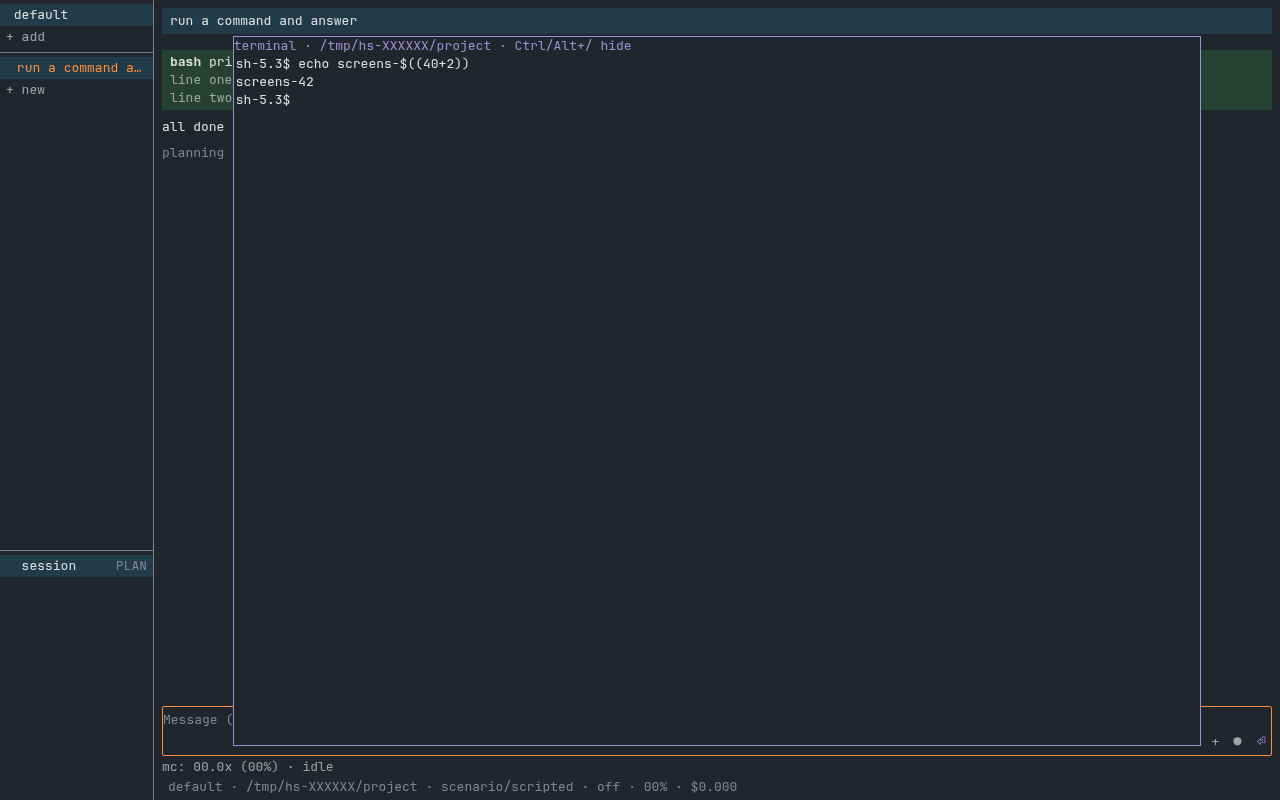 default
+ add
run a command a…
+ new
session PLAN
run a command and answer
terminal · /tmp/hs-XXXXXX/project · Ctrl/Alt+/ hide
sh-5.3$ echo screens-$((40+2))
screens-42
sh-5.3$
bash pri
line one
line two
all done
planning
Message (
+ ● ⏎
mc: 00.0x (00%) · idle
default · /tmp/hs-XXXXXX/project · scenario/scripted · off · 00% · $0.000